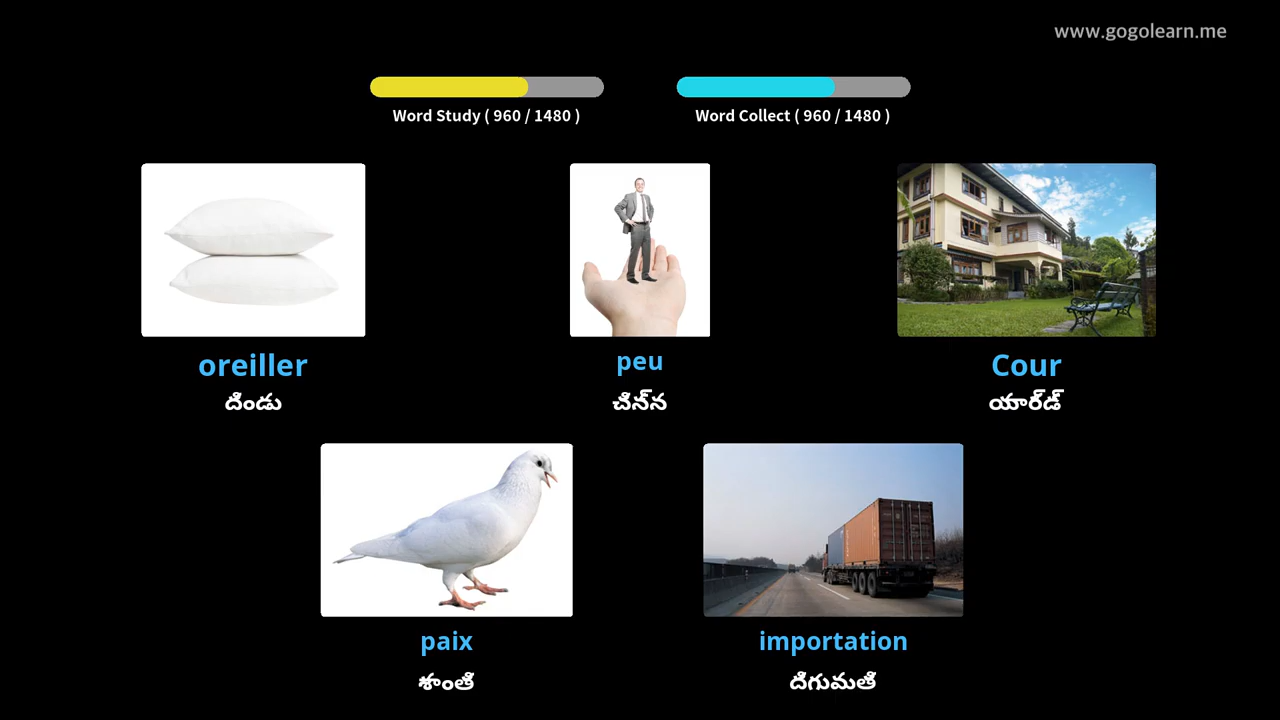 www.gogolearn.me
Word Study ( 960 / 1480 )
Word Collect ( 960 / 1480 )
oreiller
దిండు
peu
చిన్న
Cour
యార్డ్
paix
శాంతి
importation
దిగుమతి